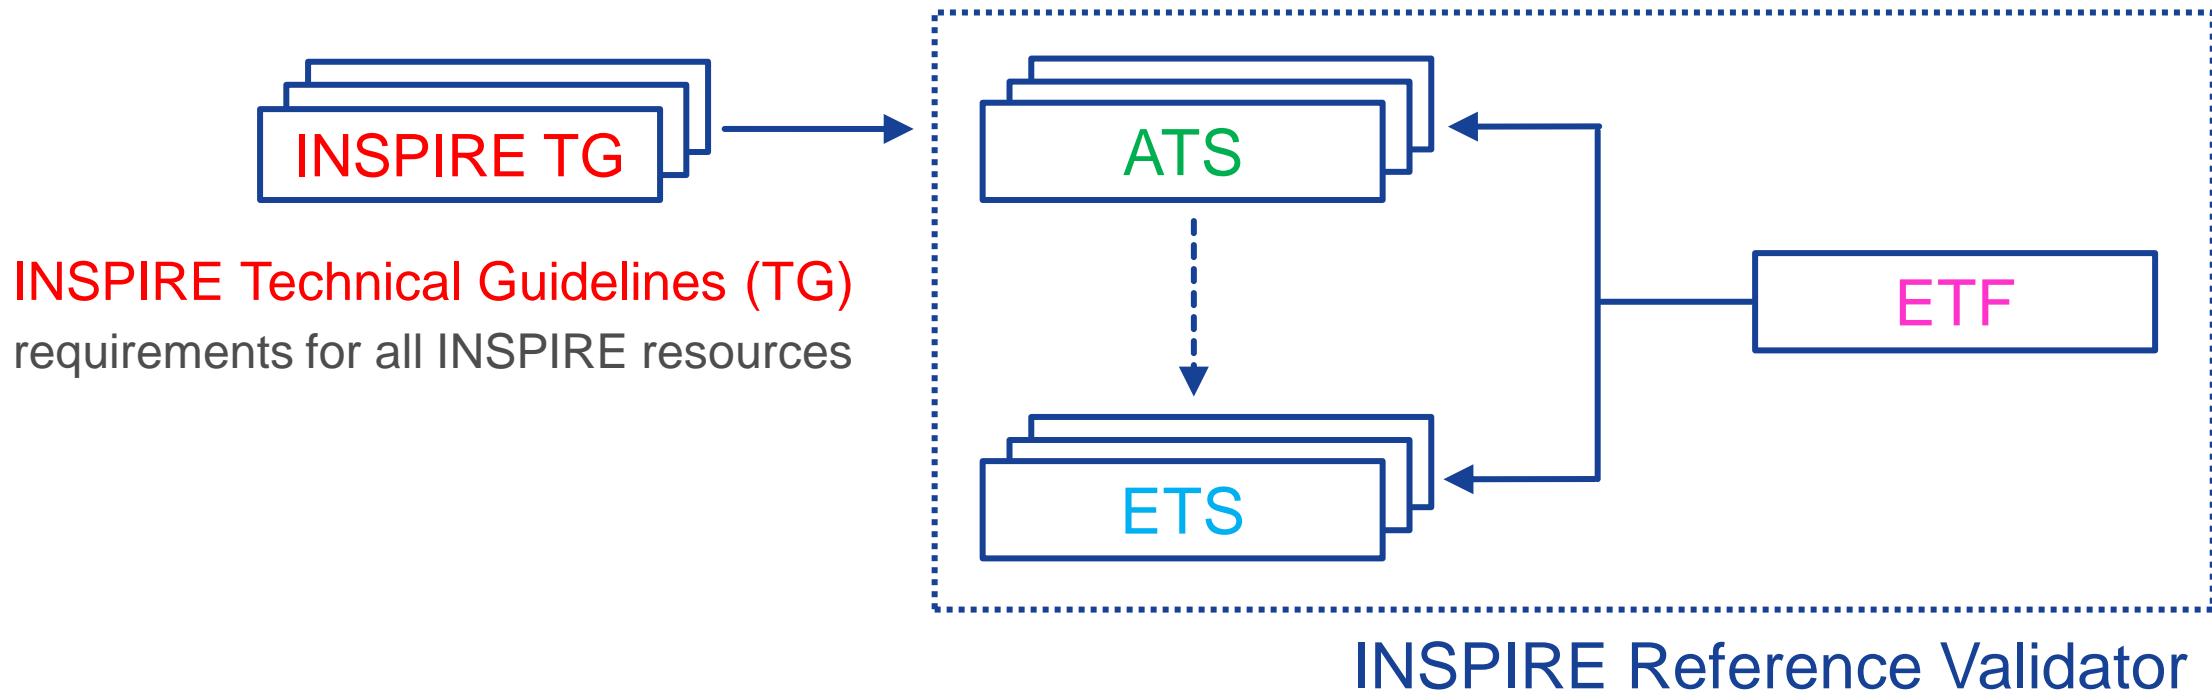 INSPIRE TG
ATS
INSPIRE Technical Guidelines (TG)
requirements for all INSPIRE resources
ETF
ETS
INSPIRE Reference Validator